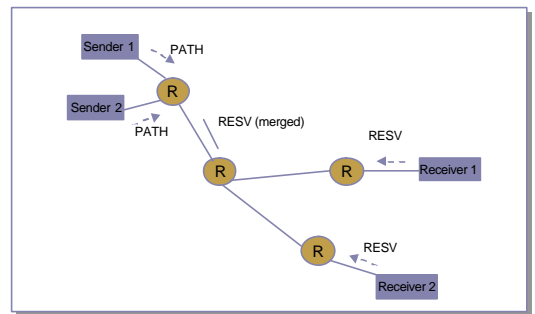 Sender 1
PATH
R
Sender 2
PATH
RESV (merged)
RESV
R
R
Receiver 1
R
RESV
Receiver 2